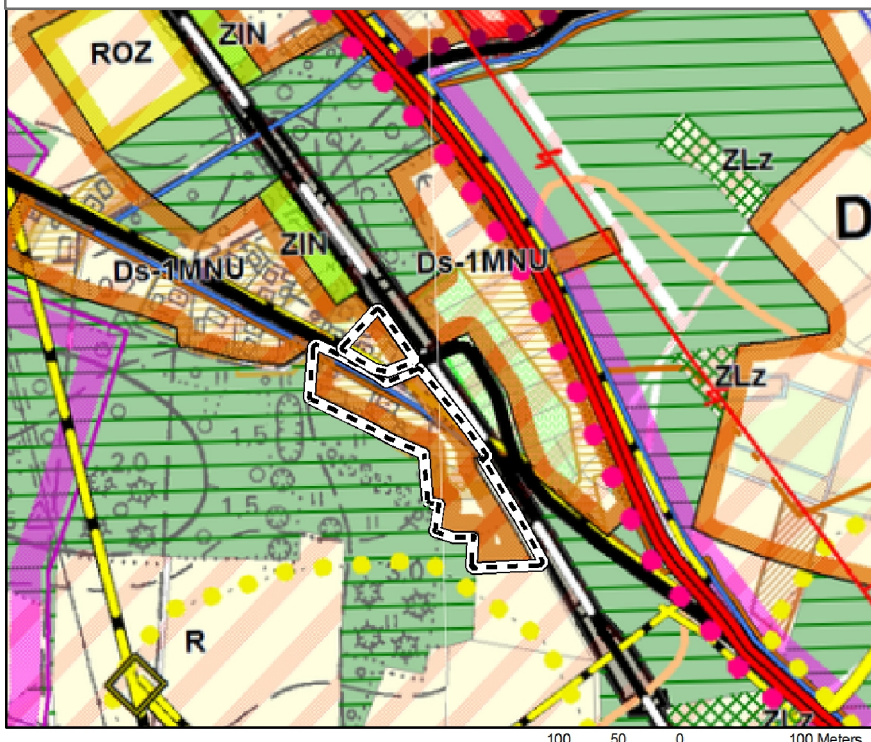 ROZ
ZIN
ZLz
D
ZIN
Ds-1MNU
Ds-1MNU
ZLz
1.5
2.0
1.5
3.0
R
ZLz
100 50 0 100 Meters